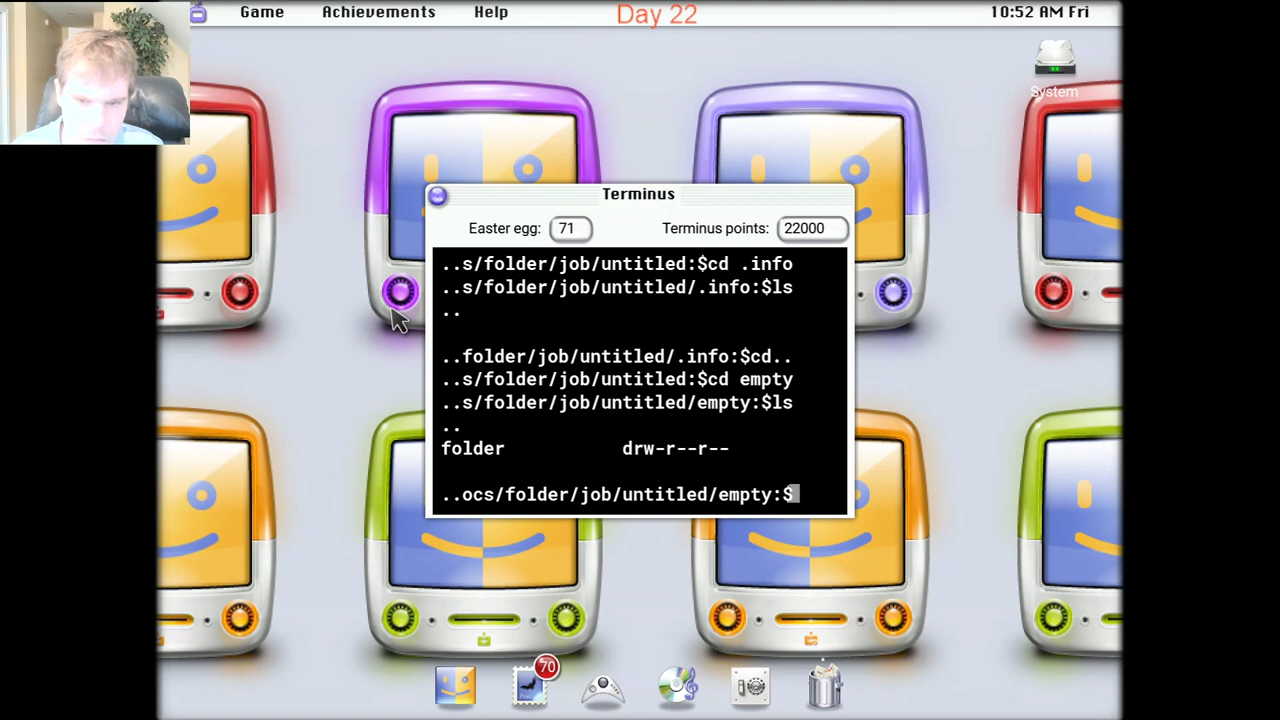 Game Achievements Help Day 22 10:52 AM Fri
System
Terminus
Easter egg: 71 Terminus points: 22000
..s/folder/job/untitled:$cd .info
..s/folder/job/untitled/.info:$ls
..
..folder/job/untitled/.info:$cd..
..s/folder/job/untitled:$cd empty
..s/folder/job/untitled/empty:$ls
..
folder drw-r--r--
..ocs/folder/job/untitled/empty:$
70